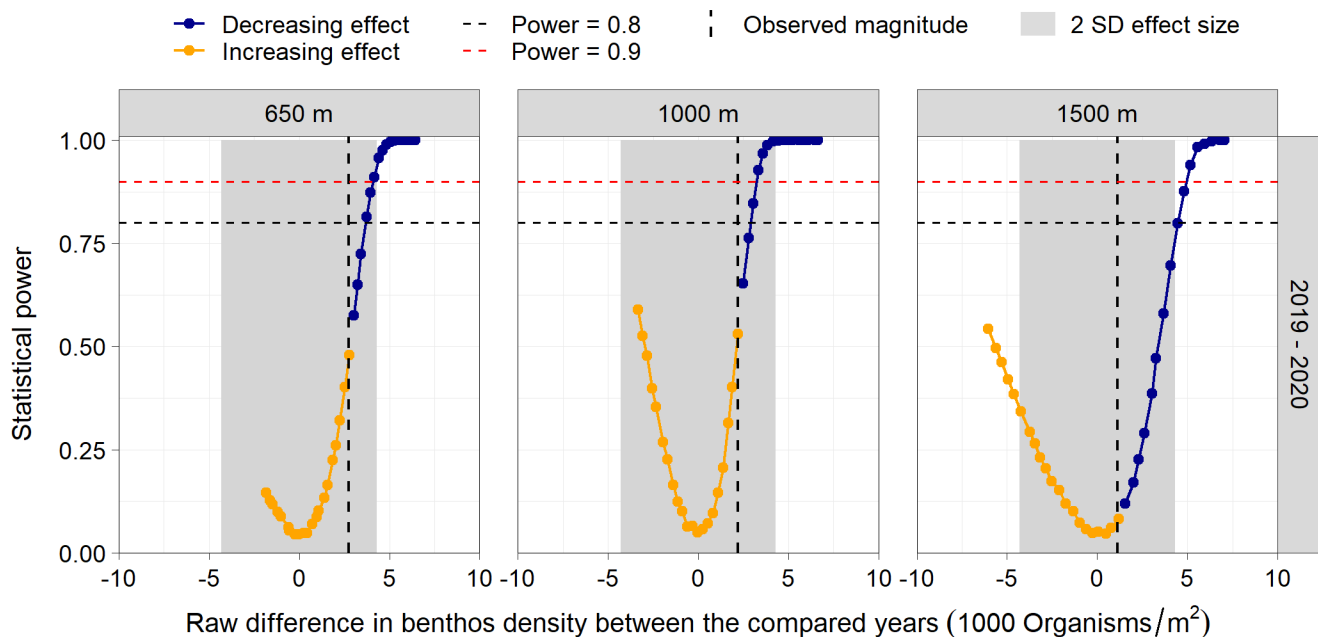 Decreasing effect
Increasing effect
Power = 0.8
Power = 0.9
Observed magnitude
2 SD effect size
650 m
1000 m
1500 m
Statistical power
1.00
0.75
0.50
0.25
0.00
2019 - 2020
-10 -5 0 5 10
-10 -5 0 5 10
-10 -5 0 5 10
Raw difference in benthos density between the compared years (1000 Organisms/m²)